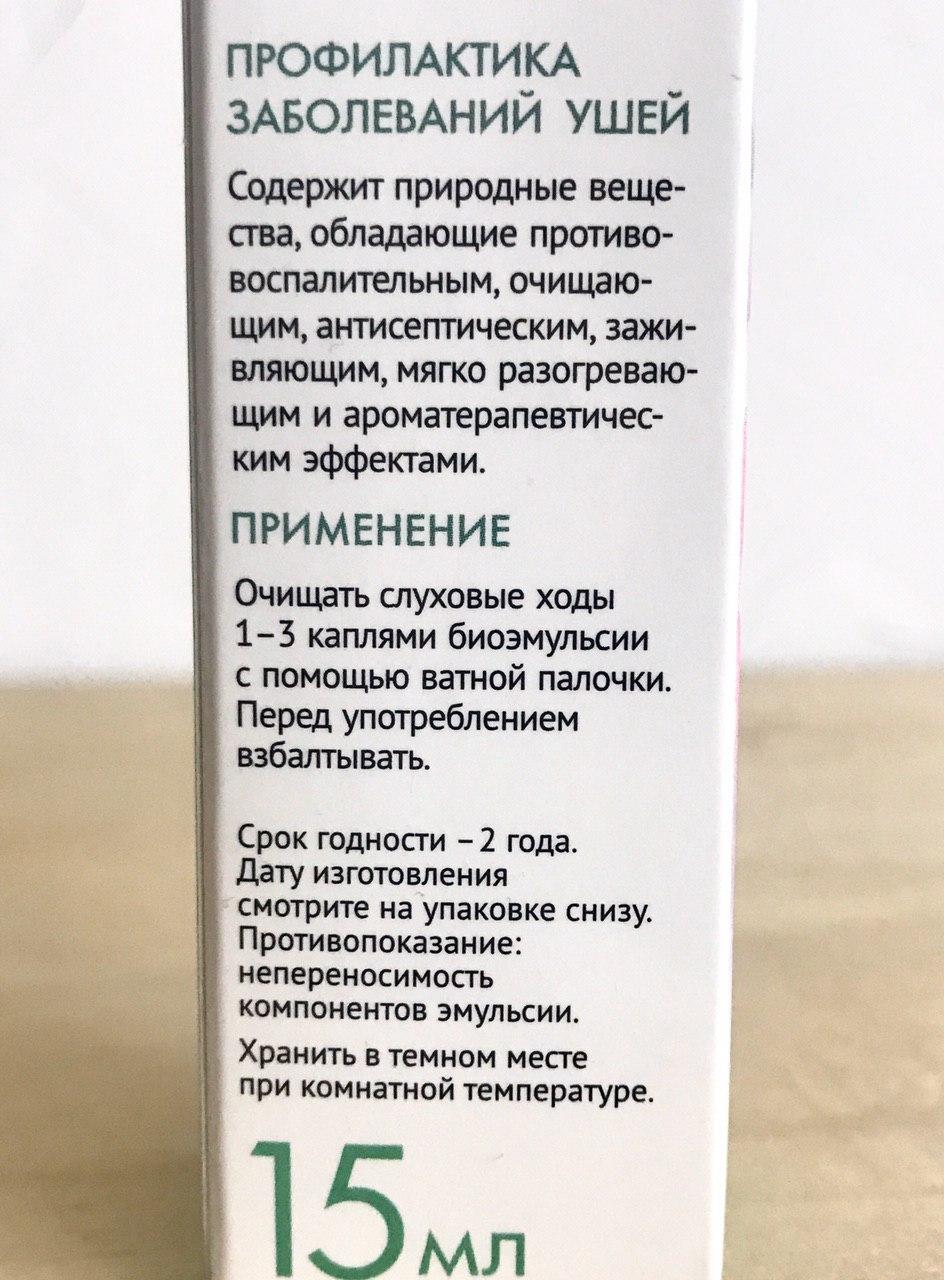 ПРОФИЛАКТИКА
ЗАБОЛЕВАНИЙ УШЕЙ
Содержит природные веще-
ства, обладающие противо-
воспалительным, очищаю-
щим, антисептическим, зажи-
вляющим, мягко разогреваю-
щим и ароматерапевтичес-
ким эффектами.
ПРИМЕНЕНИЕ
Очищать слуховые ходы
1–3 каплями биоэмульсии
с помощью ватной палочки.
Перед употреблением
взбалтывать.
Срок годности – 2 года.
Дату изготовления
смотрите на упаковке снизу.
Противопоказание:
непереносимость
компонентов эмульсии.
Хранить в темном месте
при комнатной температуре.
15 мл